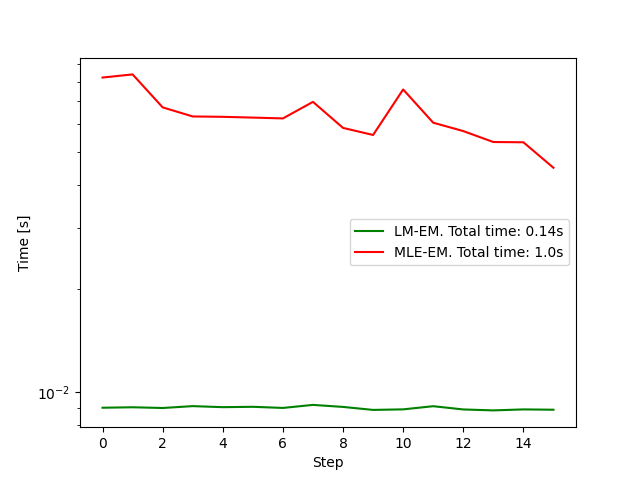 Time [s]
10⁻²
LM-EM. Total time: 0.14s
MLE-EM. Total time: 1.0s
0 2 4 6 8 10 12 14
Step